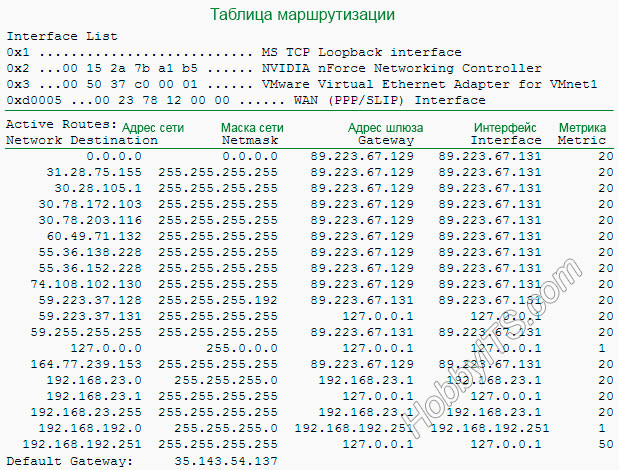 Таблица маршрутизации
Interface List
0x1 ........................... MS TCP Loopback interface
0x2 ...00 15 2a 7b a1 b5 ...... NVIDIA nForce Networking Controller
0x3 ...00 50 37 c0 00 01 ...... VMware Virtual Ethernet Adapter for VMnet1
0xd0005 ...00 23 78 12 00 00 ...... WAN (PPP/SLIP) Interface
Active Routes: Адрес сети Маска сети Адрес шлюза Интерфейс Метрика
Network Destination Netmask Gateway Interface Metric
0.0.0.0 0.0.0.0 89.223.67.129 89.223.67.131 20
31.28.75.155 255.255.255.255 89.223.67.129 89.223.67.131 20
30.28.105.1 255.255.255.255 89.223.67.129 89.223.67.131 20
30.78.172.103 255.255.255.255 89.223.67.129 89.223.67.131 20
30.78.203.116 255.255.255.255 89.223.67.129 89.223.67.131 20
60.49.71.132 255.255.255.255 89.223.67.129 89.223.67.131 20
55.36.138.228 255.255.255.255 89.223.67.129 89.223.67.131 20
55.36.152.228 255.255.255.255 89.223.67.129 89.223.67.131 20
74.108.102.130 255.255.255.255 89.223.67.129 89.223.67.131 20
59.223.37.128 255.255.255.192 89.223.67.131 89.223.67.131 20
59.223.37.131 255.255.255.255 127.0.0.1 127.0.0.1 20
59.255.255.255 255.255.255.255 89.223.67.131 89.223.67.131 20
127.0.0.0 255.0.0.0 127.0.0.1 127.0.0.1 1
164.77.239.153 255.255.255.255 89.223.67.129 89.223.67.131 20
192.168.23.0 255.255.255.0 192.168.23.1 192.168.23.1 20
192.168.23.1 255.255.255.255 127.0.0.1 127.0.0.1 20
192.168.23.255 255.255.255.255 192.168.23.1 192.168.23.1 20
192.168.192.0 255.255.255.0 192.168.192.251 192.168.192.251 1
192.168.192.251 255.255.255.255 127.0.0.1 127.0.0.1 50
Default Gateway: 35.143.54.137
HobbyITS.com